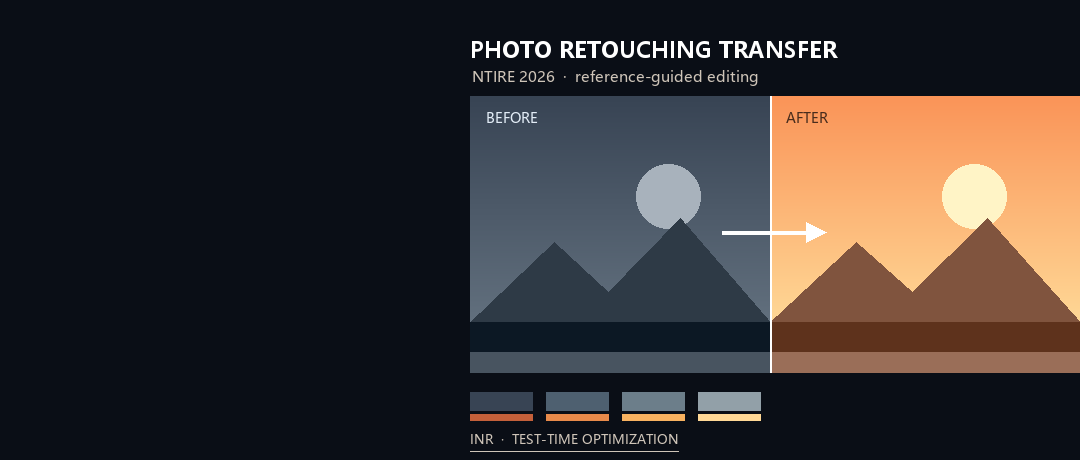 PHOTO RETOUCHING TRANSFER
NTIRE 2026 · reference-guided editing
BEFORE
AFTER
INR · TEST-TIME OPTIMIZATION